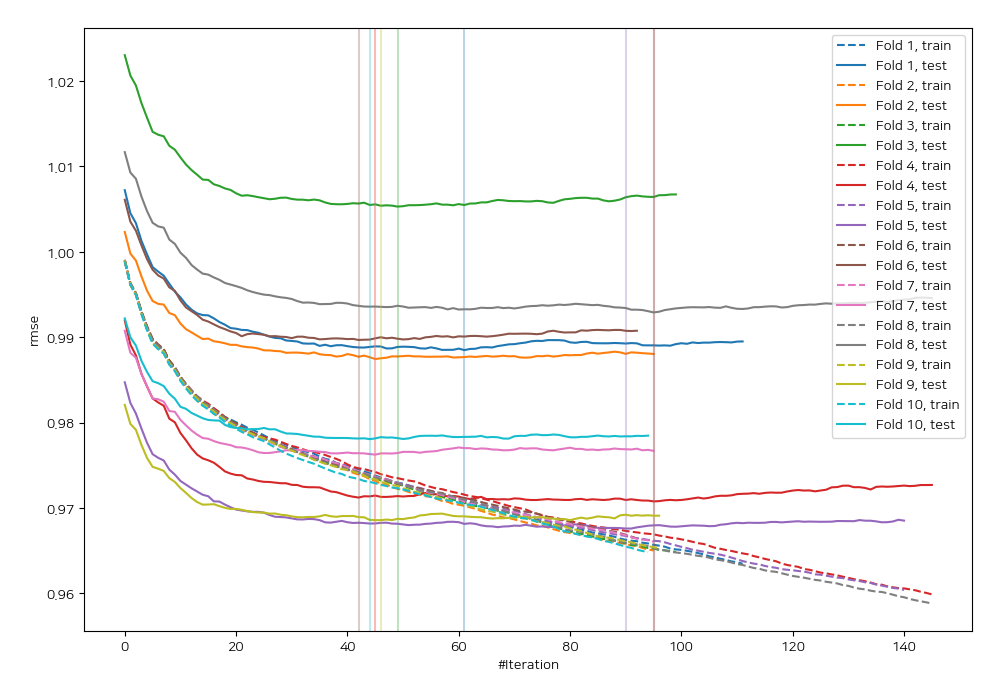 1.02
1.01
1.00
0.99
0.98
0.97
0.96
rmse
0
20
40
60
80
100
120
140
#Iteration
Fold 1, train
Fold 1, test
Fold 2, train
Fold 2, test
Fold 3, train
Fold 3, test
Fold 4, train
Fold 4, test
Fold 5, train
Fold 5, test
Fold 6, train
Fold 6, test
Fold 7, train
Fold 7, test
Fold 8, train
Fold 8, test
Fold 9, train
Fold 9, test
Fold 10, train
Fold 10, test